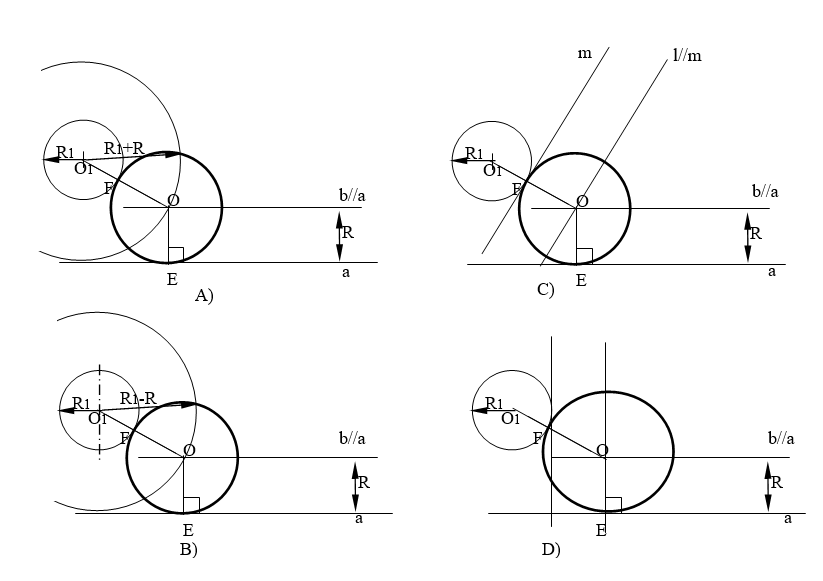 R1
R1+R
O1
F
O
b//a
R
a
E
A)
m
l//m
R1
O1
F
O
b//a
R
a
E
C)
R1
R1-R
O1
F
O
b//a
R
a
E
B)
R1
O1
F
O
b//a
R
a
E
D)